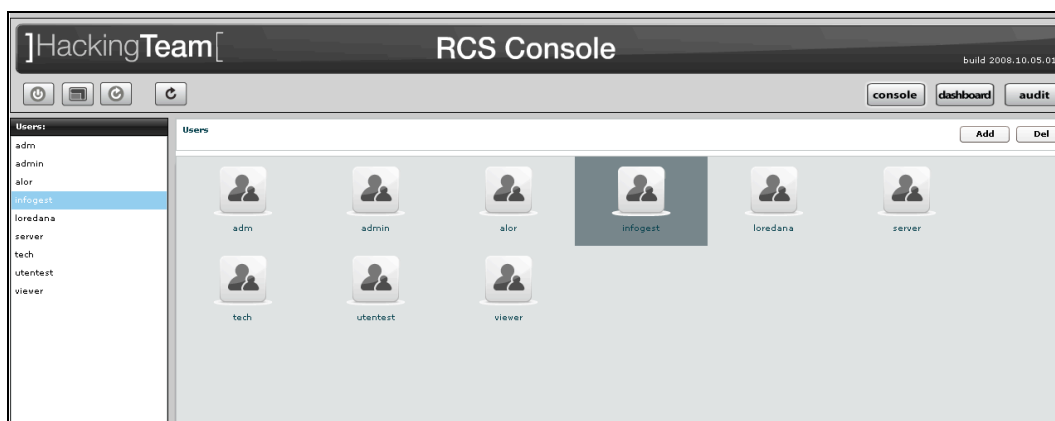 ]HackingTeam[
RCS Console
build 2008.10.05.01
console dashboard audit
Users:
adm
admin
alor
infogest
loredana
server
tech
utentest
viewer
Users
Add Del
adm admin alor infogest loredana server
tech utentest viewer